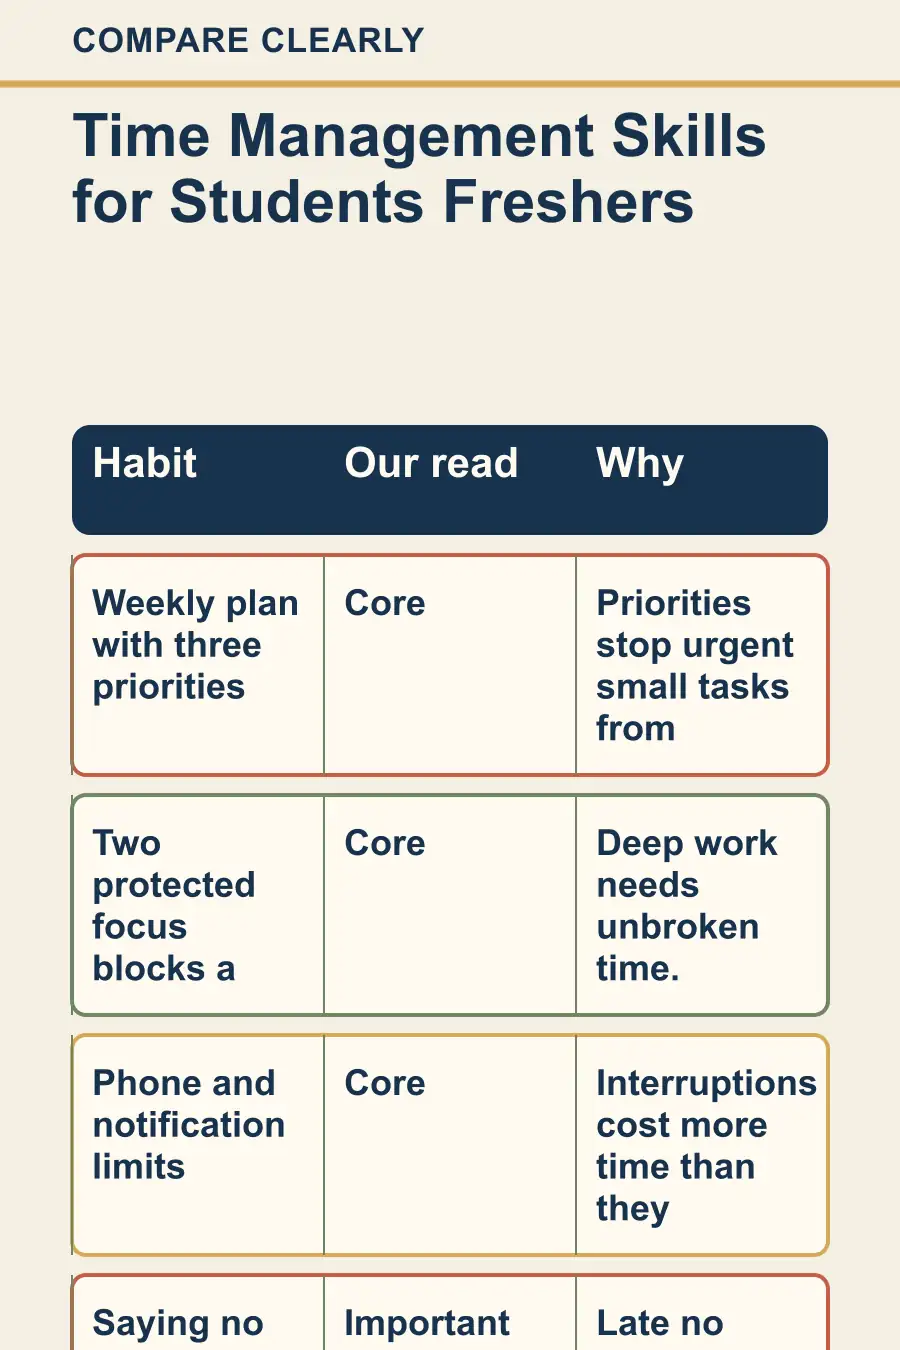 COMPARE CLEARLY
Time Management Skills
for Students Freshers
Habit
Our read
Why
Weekly plan
with three
priorities
Core
Priorities
stop urgent
small tasks
from
Two
protected
focus
blocks a
Core
Deep work
needs
unbroken
time.
Phone and
notification
limits
Core
Interruptions
cost more
time than
they
Saying no
Important
Late no